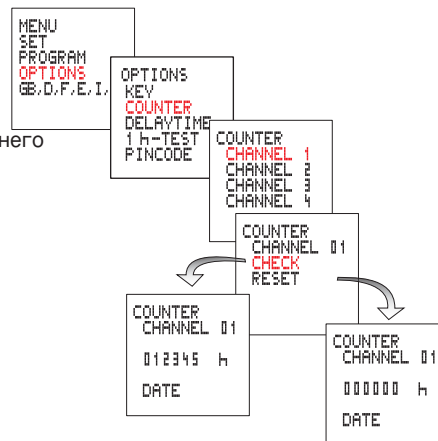 MENU
SET
PROGRAM
OPTIONS
GB,D,F,E,I,
него
OPTIONS
KEY
COUNTER
DELAYTIME
1 h-TEST
PINCODE
COUNTER
CHANNEL 1
CHANNEL 2
CHANNEL 3
CHANNEL 4
COUNTER
CHANNEL 01
CHECK
RESET
COUNTER
CHANNEL 01
012345 h
DATE
COUNTER
CHANNEL 01
000000 h
DATE